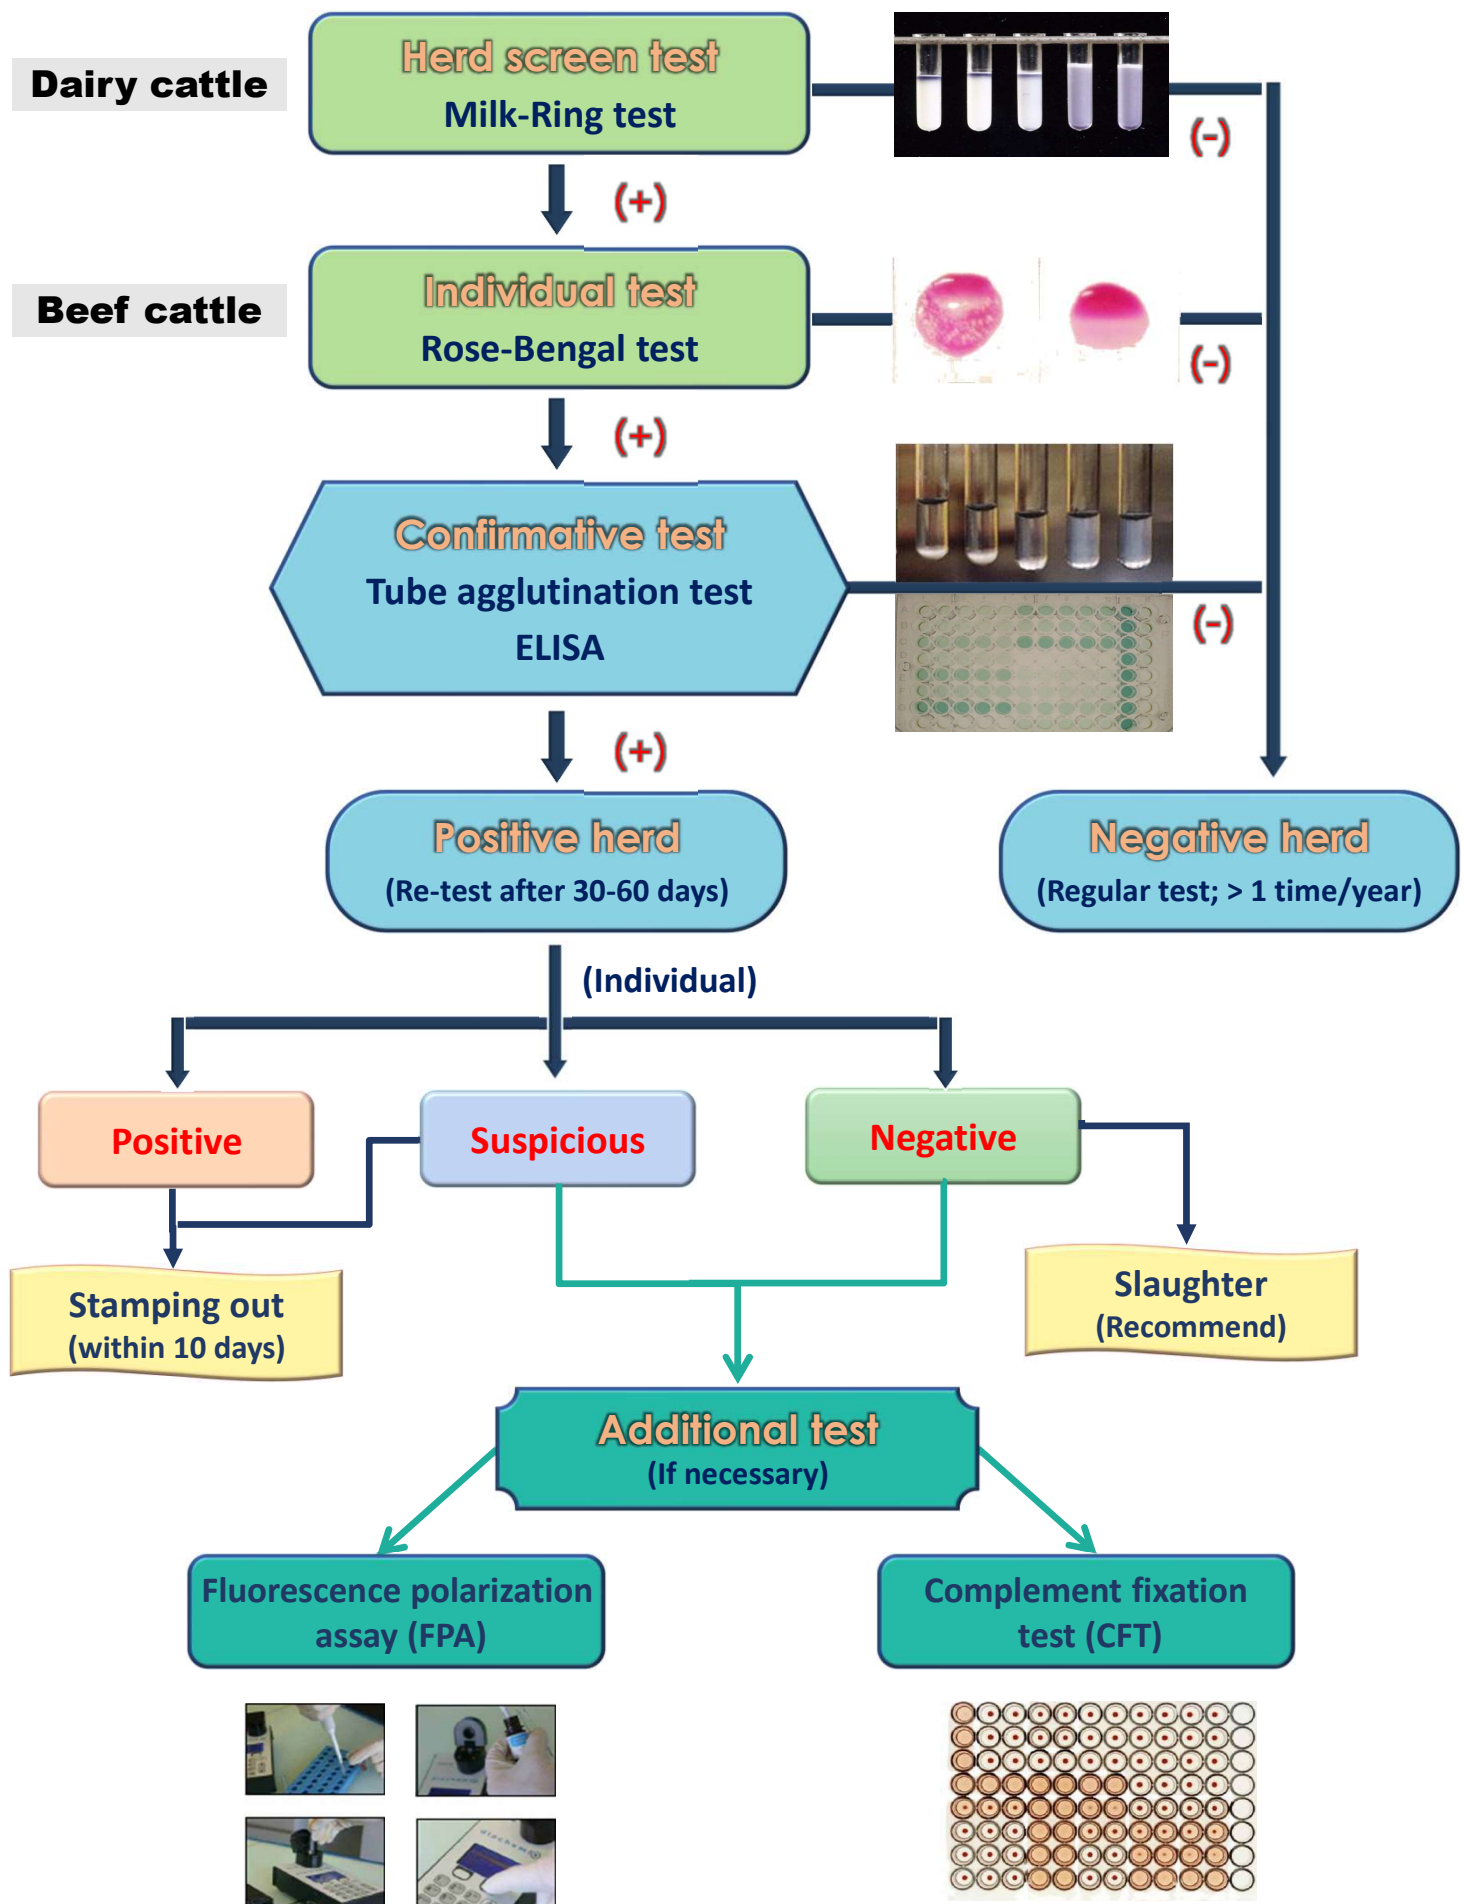 Dairy cattle
Herd screen test
Milk-Ring test
(-)
(+)
Beef cattle
Individual test
Rose-Bengal test
(-)
(+)
Confirmative test
Tube agglutination test
ELISA
(-)
(+)
Positive herd
(Re-test after 30-60 days)
Negative herd
(Regular test; > 1 time/year)
(Individual)
Positive
Suspicious
Negative
Stamping out
(within 10 days)
Slaughter
(Recommend)
Additional test
(If necessary)
Fluorescence polarization
assay (FPA)
Complement fixation
test (CFT)